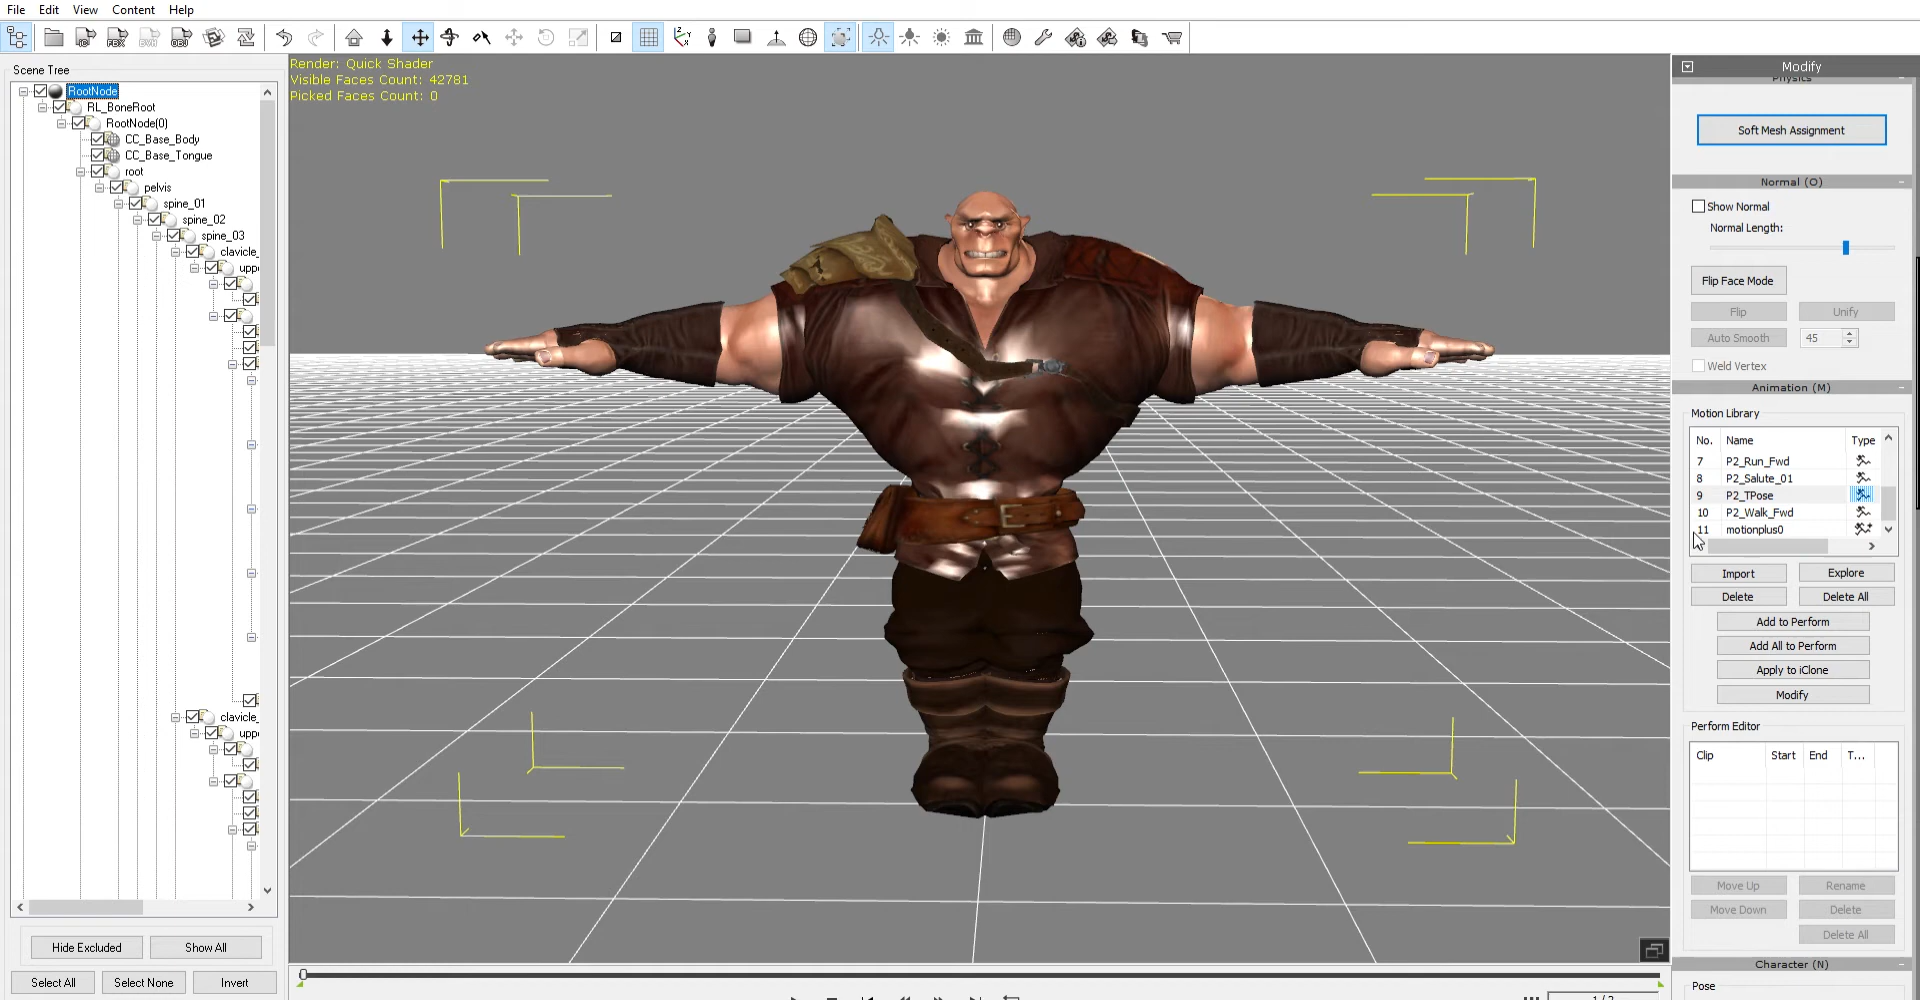 File Edit View Content Help
Scene Tree
RootNode
RL_BoneRoot
RootNode(0)
CC_Base_Body
CC_Base_Tongue
root
pelvis
spine_01
spine_02
spine_03
clavicle_
uppe
clavicle_
uppe
Hide Excluded Show All
Select All Select None Invert
Render: Quick Shader
Visible Faces Count: 42781
Picked Faces Count: 0
Modify
Physics
Soft Mesh Assignment
Normal (O)
Show Normal
Normal Length:
Flip Face Mode
Flip Unify
Auto Smooth 45
Weld Vertex
Animation (M)
Motion Library
No. Name Type
7 P2_Run_Fwd
8 P2_Salute_01
9 P2_TPose
10 P2_Walk_Fwd
11 motionplus0
Import Explore
Delete Delete All
Add to Perform
Add All to Perform
Apply to iClone
Modify
Perform Editor
Clip Start End T...
Move Up Rename
Move Down Delete
Delete All
Character (N)
Pose